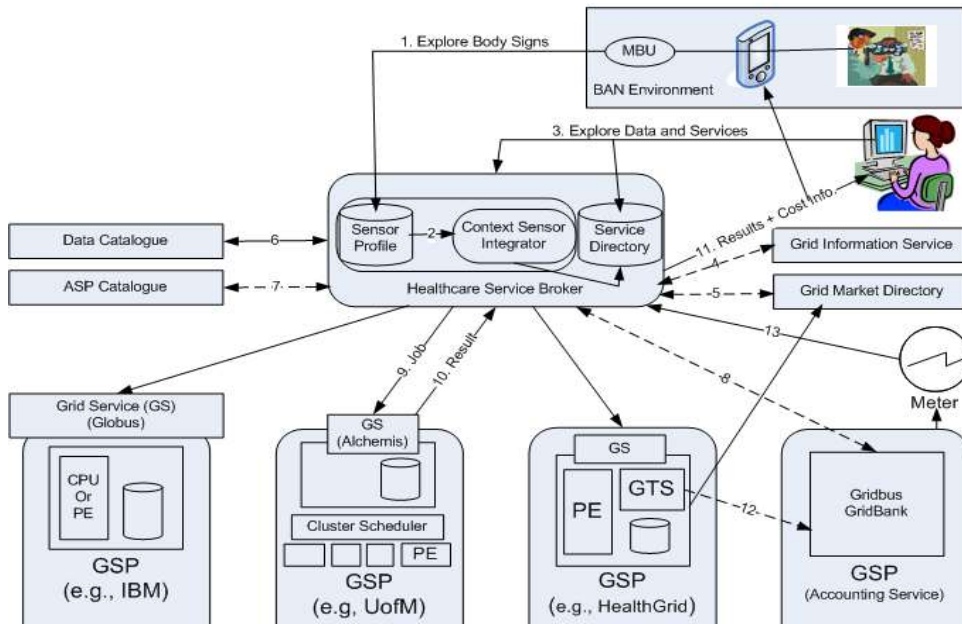 1. Explore Body Signs
MBU
BAN Environment
3. Explore Data and Services
Sensor
Profile
2
Context Sensor
Integrator
Service
Directory
Healthcare Service Broker
Data Catalogue
6
ASP Catalogue
7
11. Results + Cost Info.
4
Grid Information Service
5
Grid Market Directory
13
8
Meter
9. Job
10. Result
Grid Service (GS)
(Globus)
CPU
Or
PE
GSP
(e.g., IBM)
GS
(Alchemis)
Cluster Scheduler
PE
GSP
(e.g, UofM)
GS
PE
GTS
GSP
(e.g., HealthGrid)
12
Gridbus
GridBank
GSP
(Accounting Service)